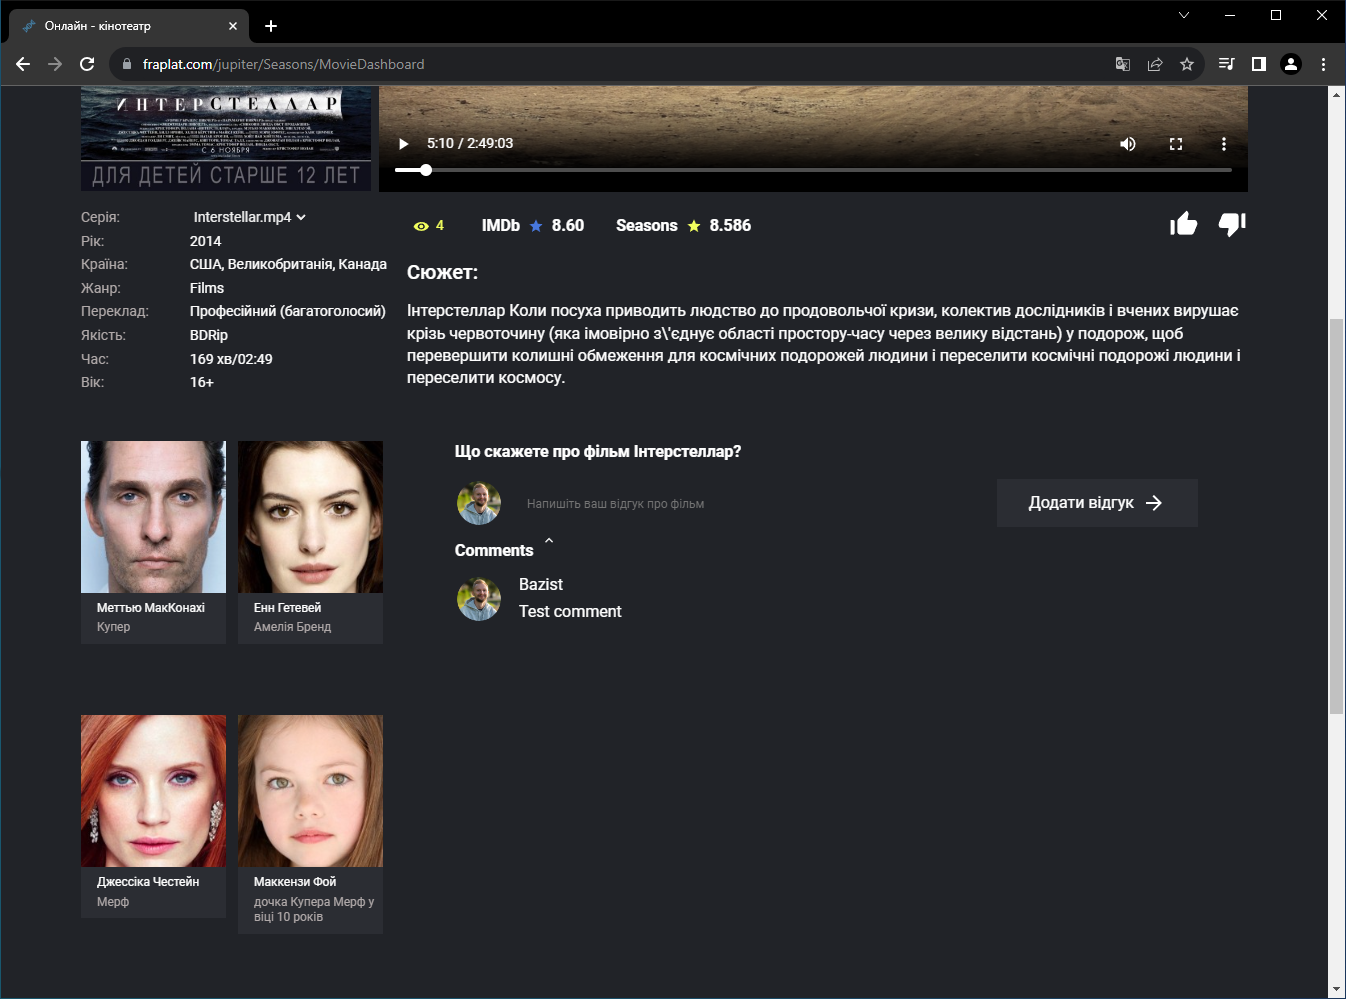 Онлайн - кінотеатр
fraplat.com/jupiter/Seasons/MovieDashboard
ИНТЕРСТЕЛЛАР
С 6 НОЯБРЯ
ДЛЯ ДЕТЕЙ СТАРШЕ 12 ЛЕТ
5:10 / 2:49:03
Серія: Interstellar.mp4
Рік: 2014
Країна: США, Великобританія, Канада
Жанр: Films
Переклад: Професійний (багатоголосий)
Якість: BDRip
Час: 169 хв/02:49
Вік: 16+
4 IMDb 8.60 Seasons 8.586
Сюжет:
Інтерстеллар Коли посуха приводить людство до продовольчої кризи, колектив дослідників і вчених вирушає
крізь червоточину (яка імовірно з\'єднує області простору-часу через велику відстань) у подорож, щоб
перевершити колишні обмеження для космічних подорожей людини і переселити космічні подорожі людини і
переселити космосу.
Меттью МакКонахі
Купер
Енн Гетевей
Амелія Бренд
Джессіка Честейн
Мерф
Маккензи Фой
дочка Купера Мерф у
віці 10 років
Що скажете про фільм Інтерстеллар?
Напишіть ваш відгук про фільм
Додати відгук
Comments
Bazist
Test comment